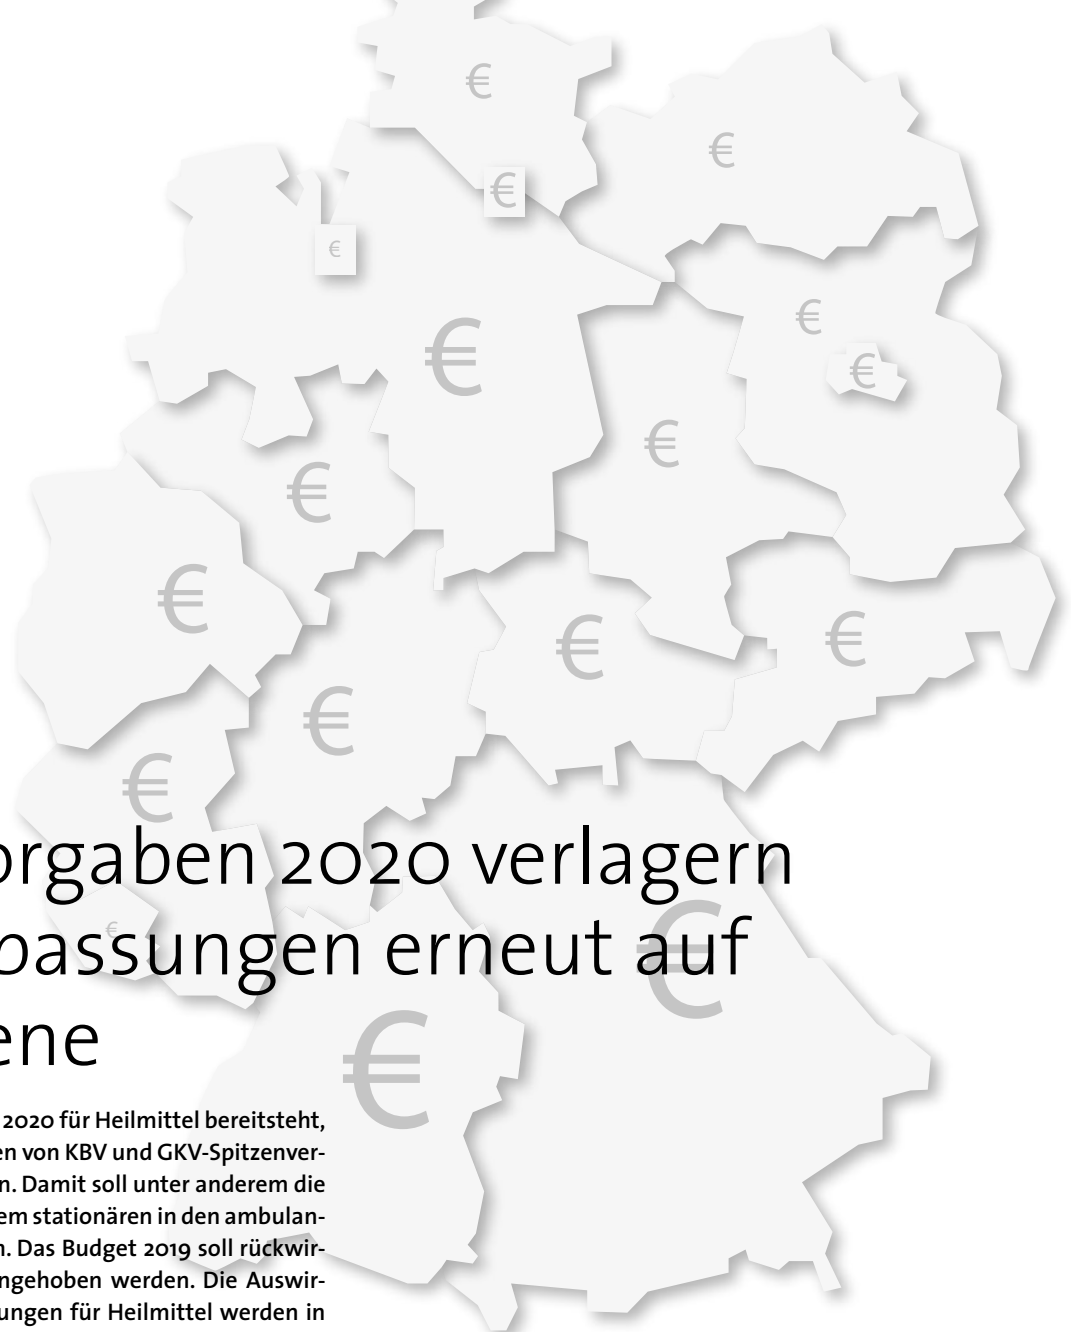 €
€
€
€
€
€
€
€
€
€
€
€
€
€
orgaben 2020 verlagern
€
passungen erneut auf
€
ene
€
2020 für Heilmittel bereitsteht,
en von KBV und GKV-Spitzenver-
n. Damit soll unter anderem die
em stationären in den ambulan-
n. Das Budget 2019 soll rückwir-
ngehoben werden. Die Auswir-
ungen für Heilmittel werden in